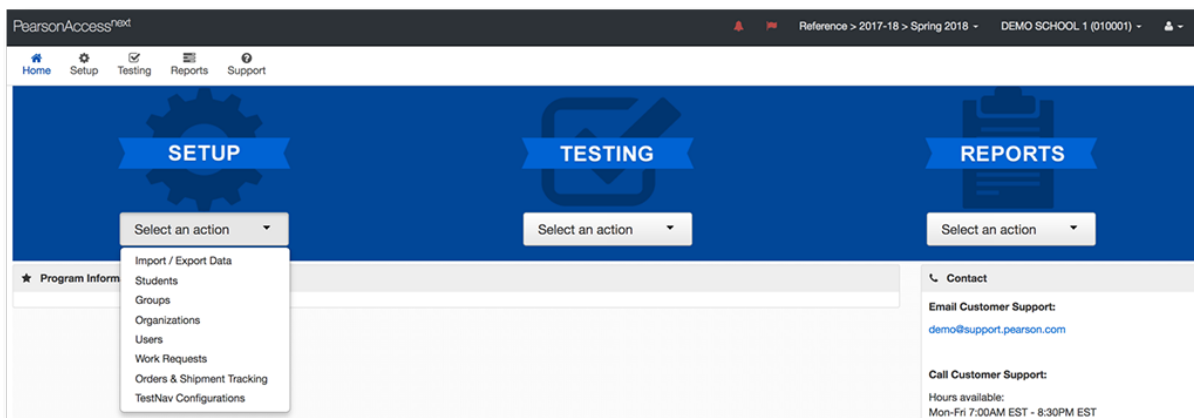 PearsonAccessnext
Reference > 2017-18 > Spring 2018
DEMO SCHOOL 1 (010001)
Home
Setup
Testing
Reports
Support
SETUP
TESTING
REPORTS
Select an action
Select an action
Select an action
Import / Export Data
Students
Groups
Organizations
Users
Work Requests
Orders & Shipment Tracking
TestNav Configurations
Program Inform
Contact
Email Customer Support:
demo@support.pearson.com
Call Customer Support:
Hours available:
Mon-Fri 7:00AM EST - 8:30PM EST